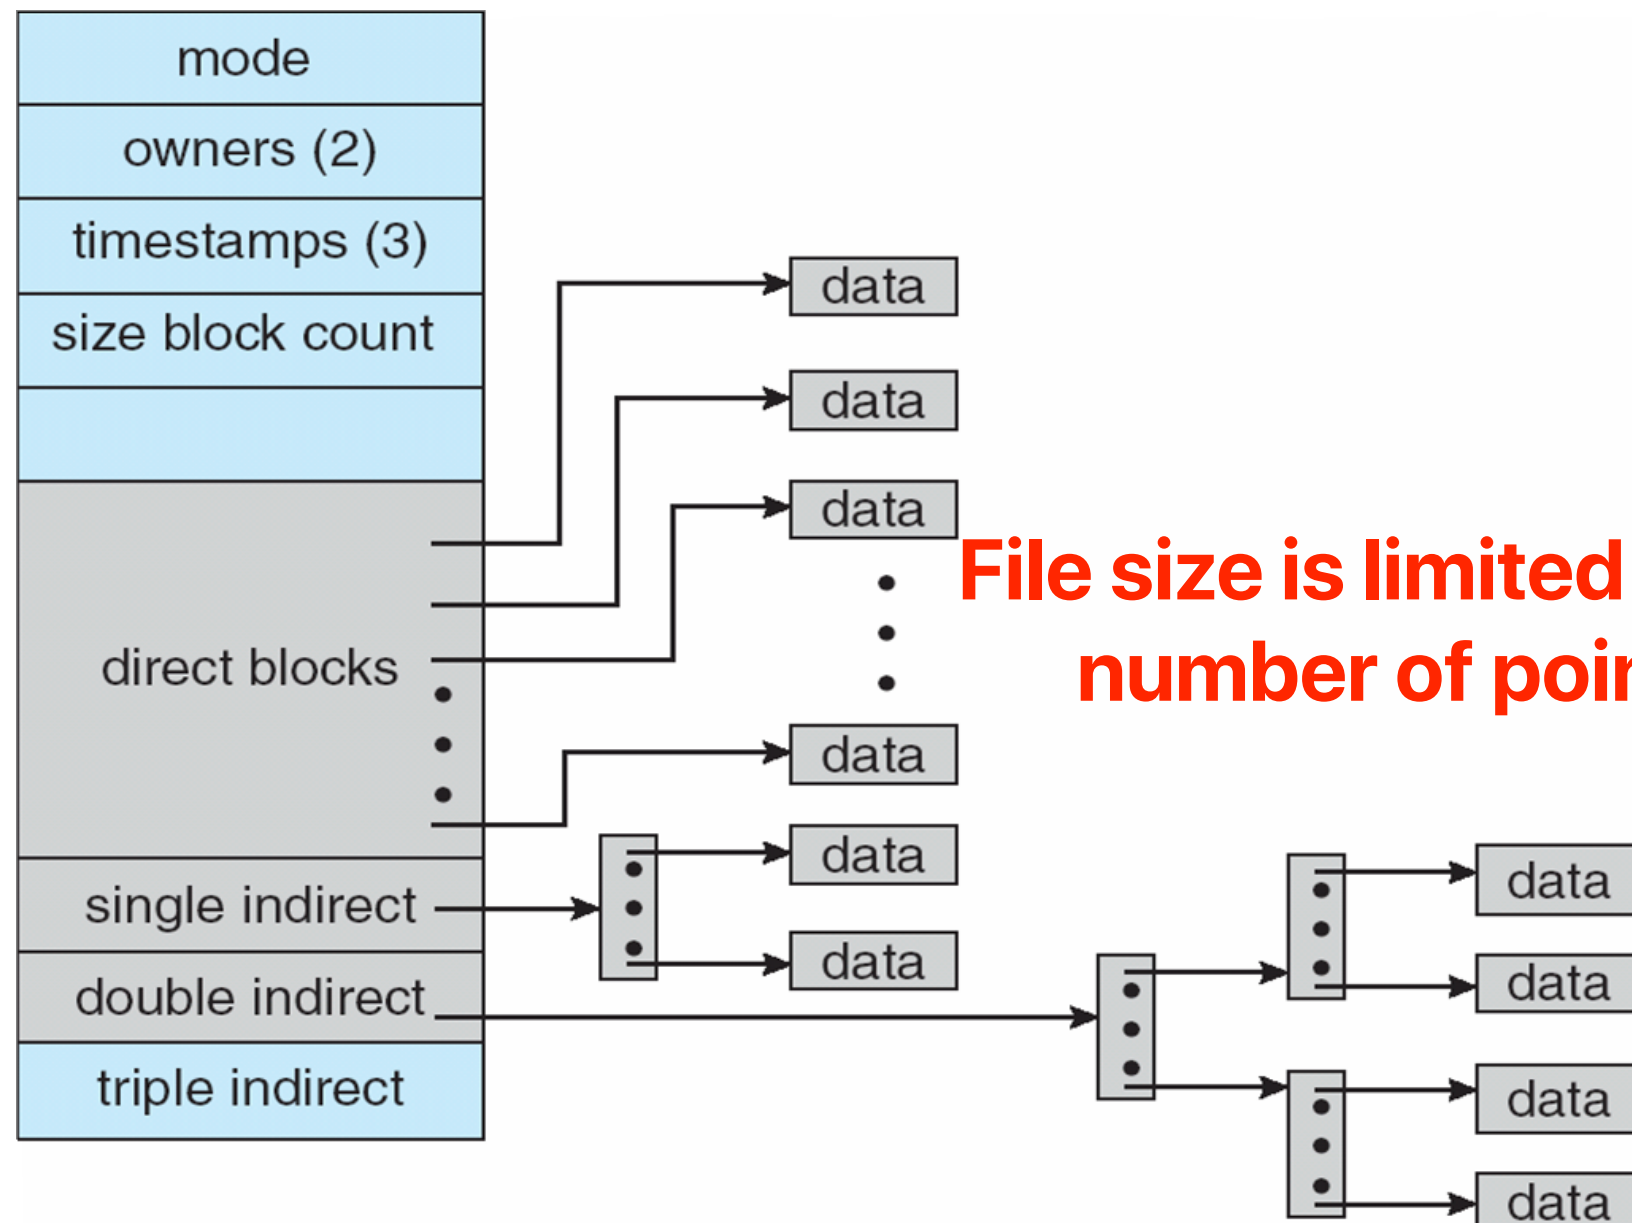 mode
owners (2)
timestamps (3)
size block count
direct blocks
single indirect
double indirect
triple indirect
data
data
data
data
data
data
File size is limited
number of
data
data
data
data